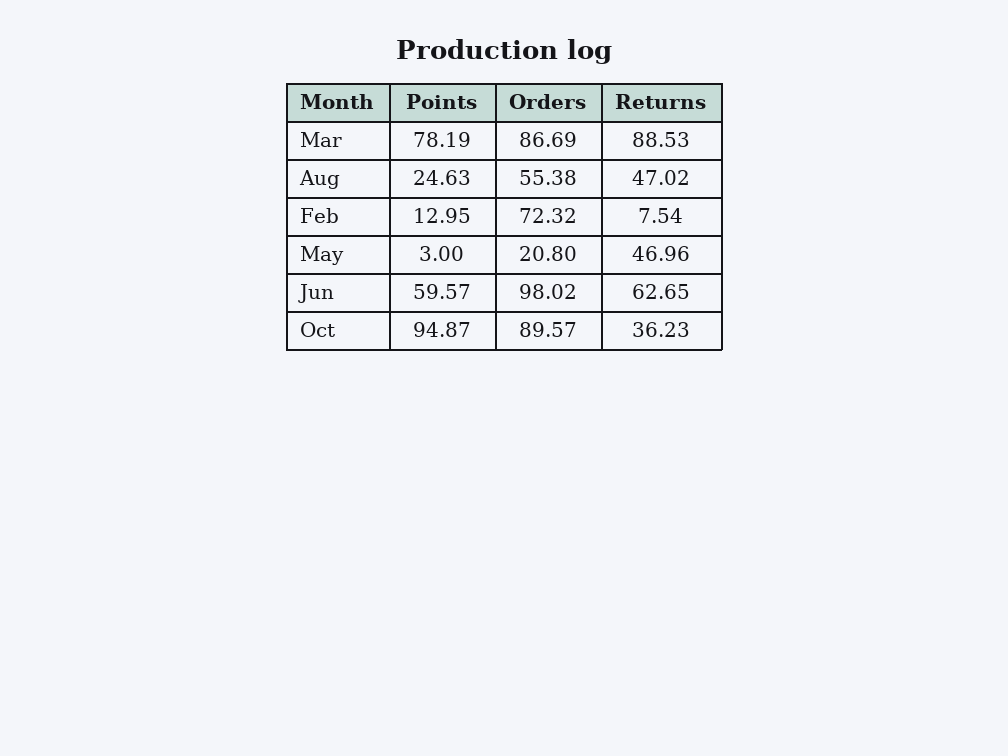 Production log
Month Points Orders Returns
Mar 78.19 86.69 88.53
Aug 24.63 55.38 47.02
Feb 12.95 72.32 7.54
May 3.00 20.80 46.96
Jun 59.57 98.02 62.65
Oct 94.87 89.57 36.23